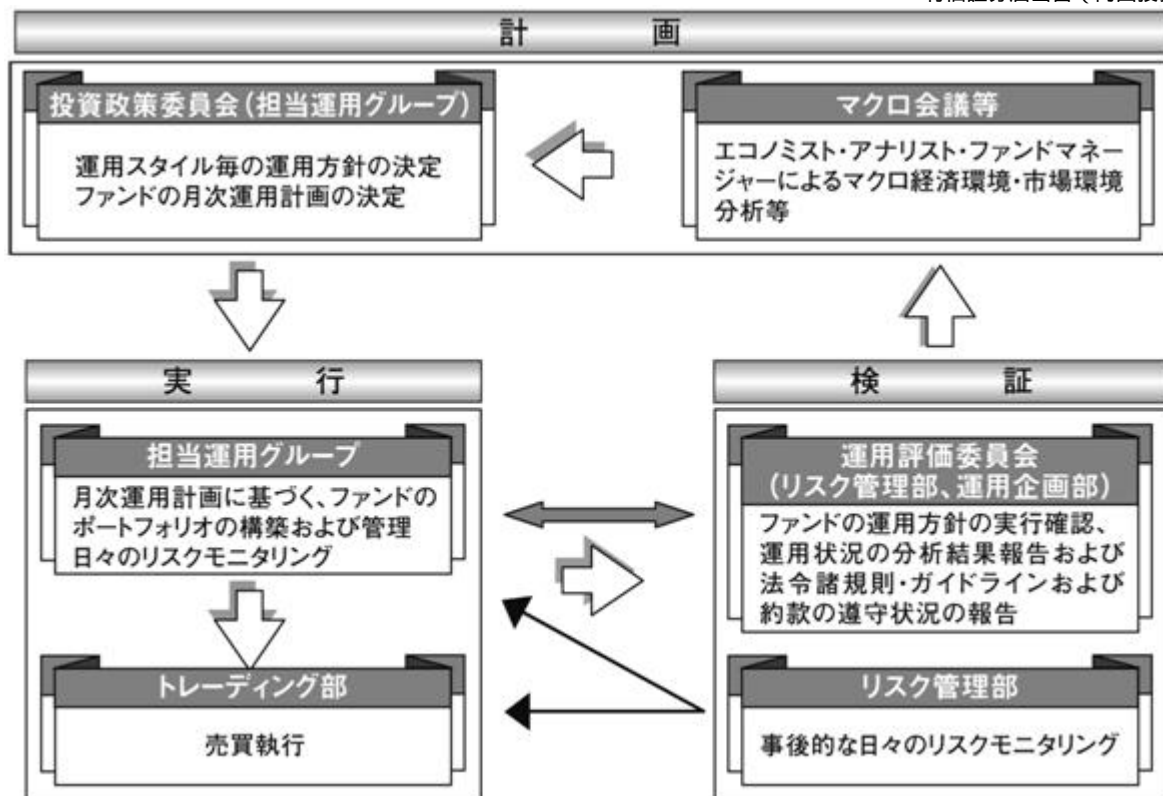 計　画
投資政策委員会(担当運用グループ)
運用スタイル毎の運用方針の決定
ファンドの月次運用計画の決定
マクロ会議等
エコノミスト・アナリスト・ファンドマネー
ジャーによるマクロ経済環境・市場環境
分析等
実　行
担当運用グループ
月次運用計画に基づく、ファンドの
ポートフォリオの構築および管理
日々のリスクモニタリング
トレーディング部
売買執行
検　証
運用評価委員会
(リスク管理部、運用企画部)
ファンドの運用方針の実行確認、
運用状況の分析結果報告および
法令諸規則・ガイドラインおよび
約款の遵守状況の報告
リスク管理部
事後的な日々のリスクモニタリング